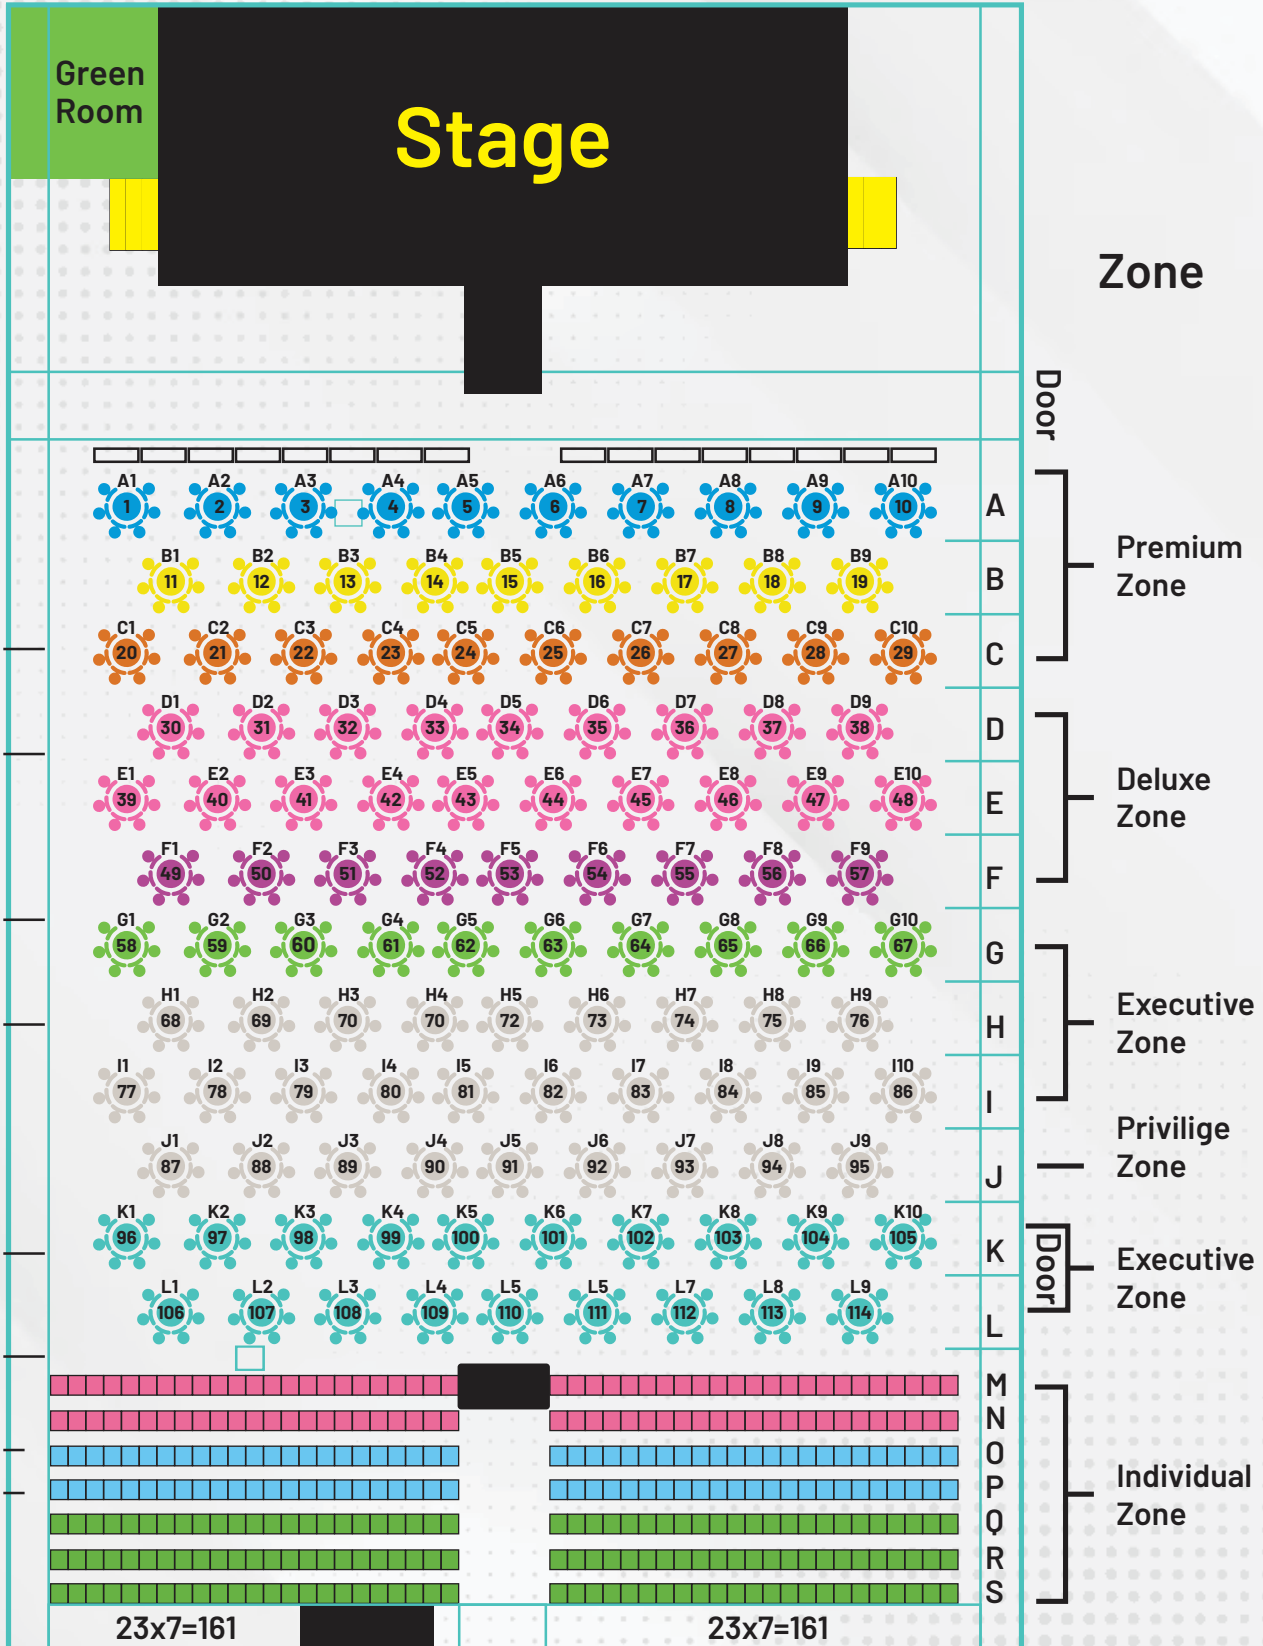 Green
Room
Stage
Zone
Door
A1 A2 A3 A4 A5 A6 A7 A8 A9 A10
1 2 3 4 5 6 7 8 9 10
A
B1 B2 B3 B4 B5 B6 B7 B8 B9
11 12 13 14 15 16 17 18 19
B
Premium
Zone
C1 C2 C3 C4 C5 C6 C7 C8 C9 C10
20 21 22 23 24 25 26 27 28 29
C
D1 D2 D3 D4 D5 D6 D7 D8 D9
30 31 32 33 34 35 36 37 38
D
E1 E2 E3 E4 E5 E6 E7 E8 E9 E10
39 40 41 42 43 44 45 46 47 48
E
Deluxe
Zone
F1 F2 F3 F4 F5 F6 F7 F8 F9
49 50 51 52 53 54 55 56 57
F
G1 G2 G3 G4 G5 G6 G7 G8 G9 G10
58 59 60 61 62 63 64 65 66 67
G
H1 H2 H3 H4 H5 H6 H7 H8 H9
68 69 70 70 72 73 74 75 76
H
Executive
Zone
I1 I2 I3 I4 I5 I6 I7 I8 I9 I10
77 78 79 80 81 82 83 84 85 86
I
J1 J2 J3 J4 J5 J6 J7 J8 J9
87 88 89 90 91 92 93 94 95
J
Privilige
Zone
K1 K2 K3 K4 K5 K6 K7 K8 K9 K10
96 97 98 99 100 101 102 103 104 105
K
Door
Executive
Zone
L1 L2 L3 L4 L5 L5 L7 L8 L9
106 107 108 109 110 111 112 113 114
L
M
N
O
P
Q
R
S
Individual
Zone
23x7=161 23x7=161